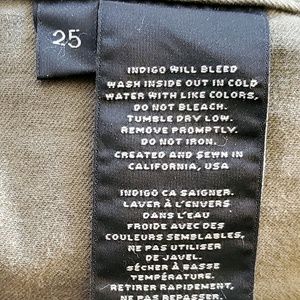 25
INDIGO WILL BLEED
WASH INSIDE OUT IN COLD
WATER WITH LIKE COLORS,
DO NOT BLEACH.
TUMBLE DRY LOW.
REMOVE PROMPTLY.
DO NOT IRON.
CREATED AND SEWN IN
CALIFORNIA, USA
INDIGO CA SAIGNER.
LAVER À L'ENVERS
DANS L'EAU
FROIDE AVEC DES
COULEURS SEMBLABLES,
NE PAS UTILISER
DE JAVEL.
SÉCHER À BASSE
TEMPÉRATURE.
RETIRER RAPIDEMENT,
NE PAS REPASSER.